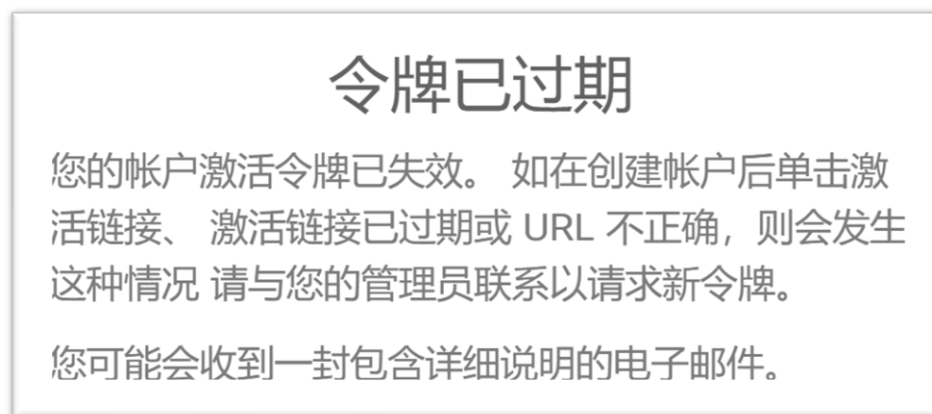 令牌已过期
您的帐户激活令牌已失效。 如在创建帐户后单击激
活链接、 激活链接已过期或 URL 不正确，则会发生
这种情况 请与您的管理员联系以请求新令牌。
您可能会收到一封包含详细说明的电子邮件。